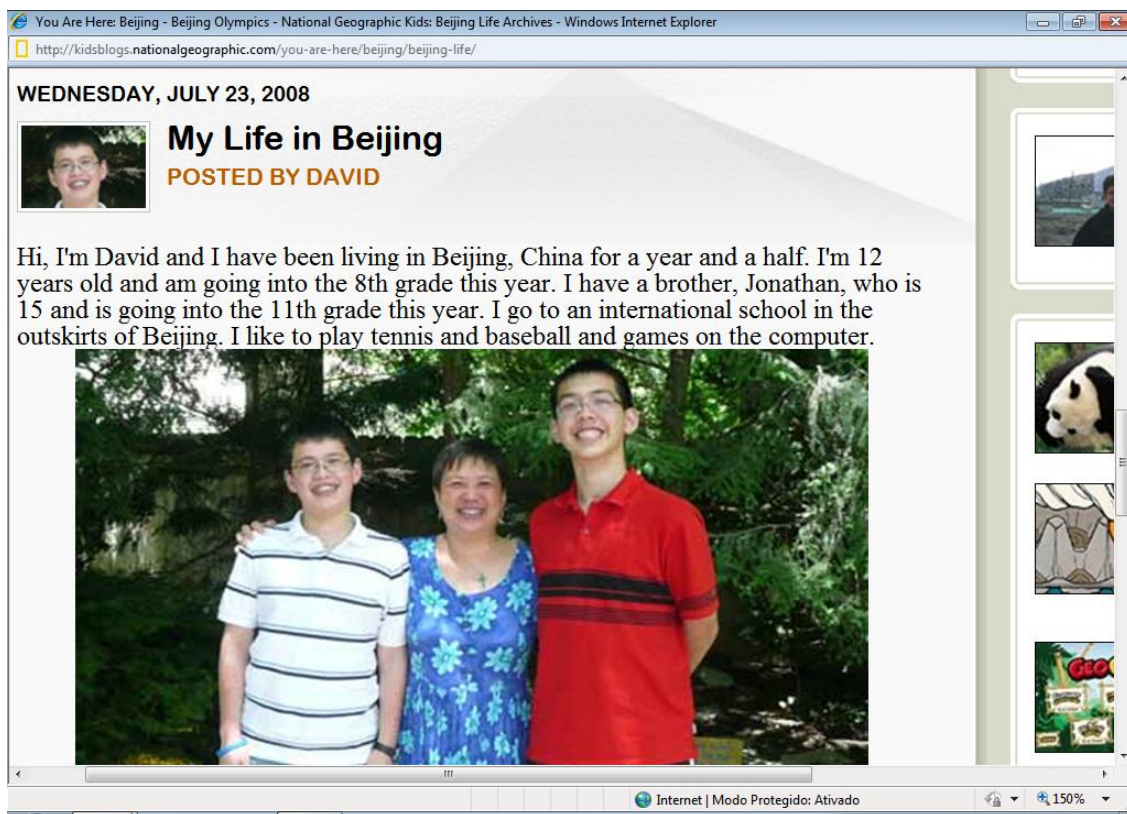 You Are Here: Beijing - Beijing Olympics - National Geographic Kids: Beijing Life Archives - Windows Internet Explorer
http://kidsblogs.nationalgeographic.com/you-are-here/beijing/beijing-life/
WEDNESDAY, JULY 23, 2008
My Life in Beijing
POSTED BY DAVID
Hi, I'm David and I have been living in Beijing, China for a year and a half. I'm 12
years old and am going into the 8th grade this year. I have a brother, Jonathan, who is
15 and is going into the 11th grade this year. I go to an international school in the
outskirts of Beijing. I like to play tennis and baseball and games on the computer.
Internet | Modo Protegido: Ativado
150%